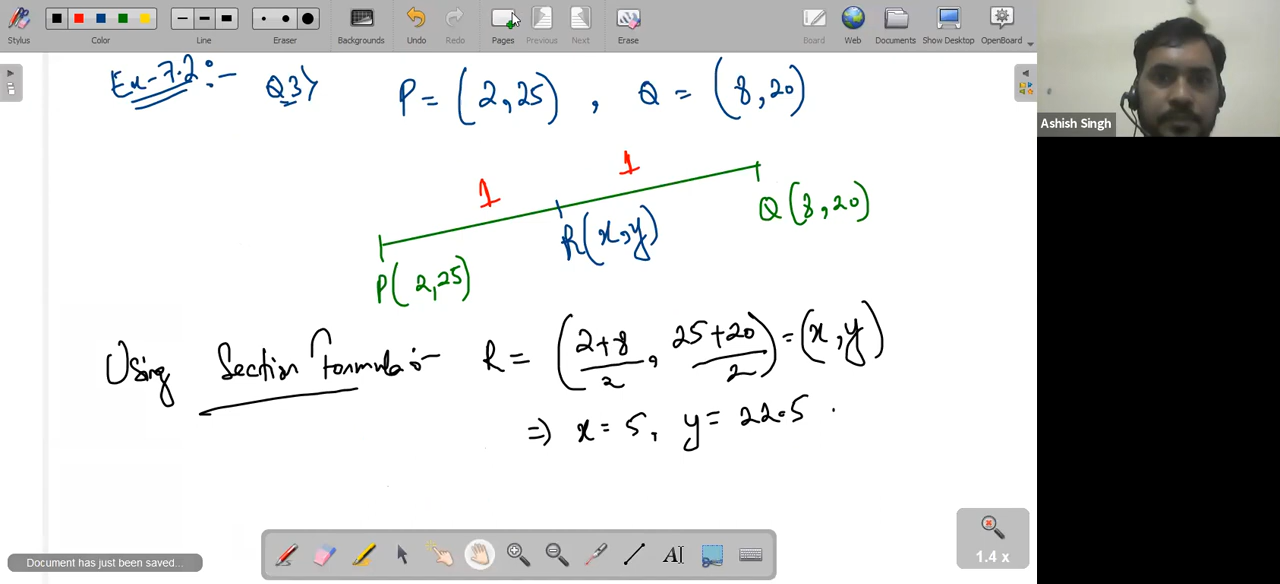 Stylus Color Line Eraser Backgrounds Undo Redo Pages Previous Next Erase Board Web Documents Show Desktop OpenBoard
Ex-7.2:- Q3) P = (2,25), Q = (8,20)
Ashish Singh
1 1
Q(8,20)
R(x,y)
P(2,25)
Using Section Formula:- R = (2+8/2, 25+20/2) = (x,y)
⇒ x = 5, y = 22.5
Document has just been saved...
1.4 x